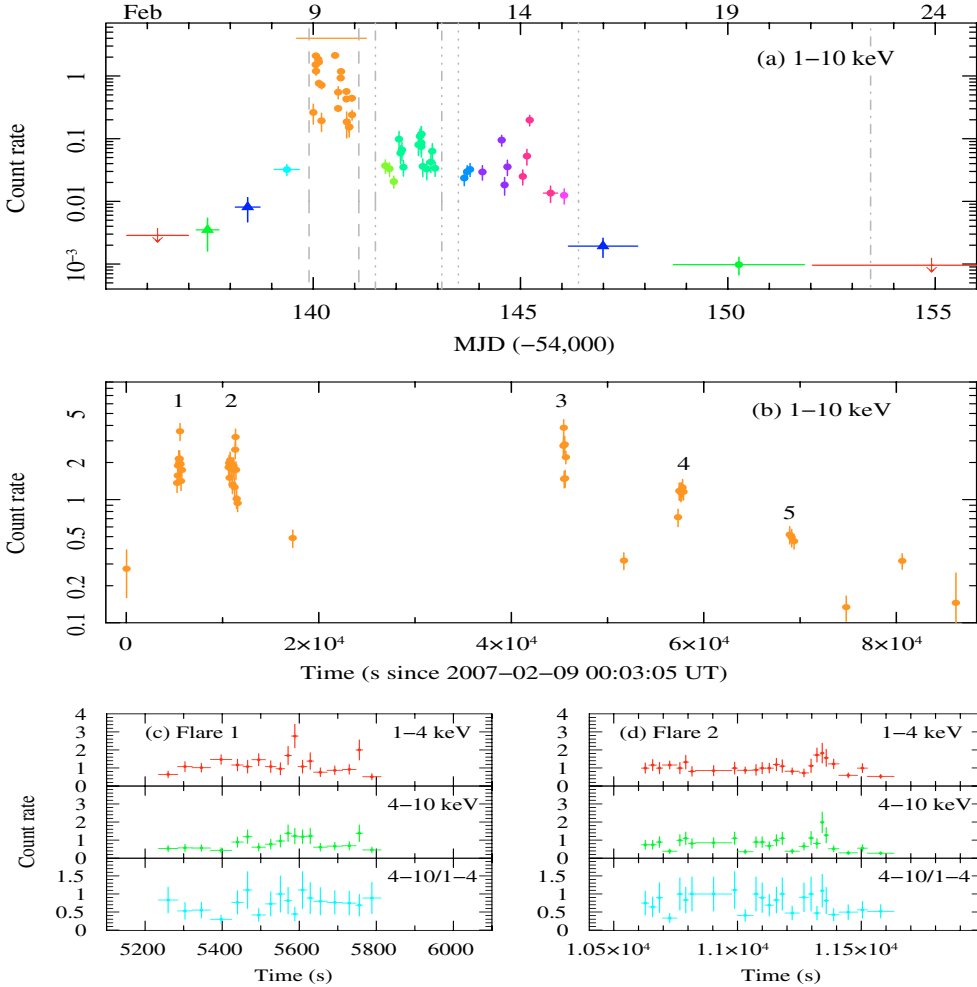 Feb 9 14 19 24
(a) 1−10 keV
Count rate
1
0.1
0.01
10⁻³
140 145 150 155
MJD (−54,000)
(b) 1−10 keV
Count rate
5
2
1
0.5
0.2
0.1
1 2 3 4 5
0 2×10⁴ 4×10⁴ 6×10⁴ 8×10⁴
Time (s since 2007−02−09 00:03:05 UT)
(c) Flare 1 1−4 keV
4 3 2 1 0
4−10 keV
3 2 1 0
4−10/1−4
1.5 1 0.5
Count rate
5200 5400 5600 5800 6000
Time (s)
(d) Flare 2 1−4 keV
4 3 2 1 0
4−10 keV
3 2 1 0
4−10/1−4
1.5 1 0.5
1.05×10⁴ 1.1×10⁴ 1.15×10⁴
Time (s)